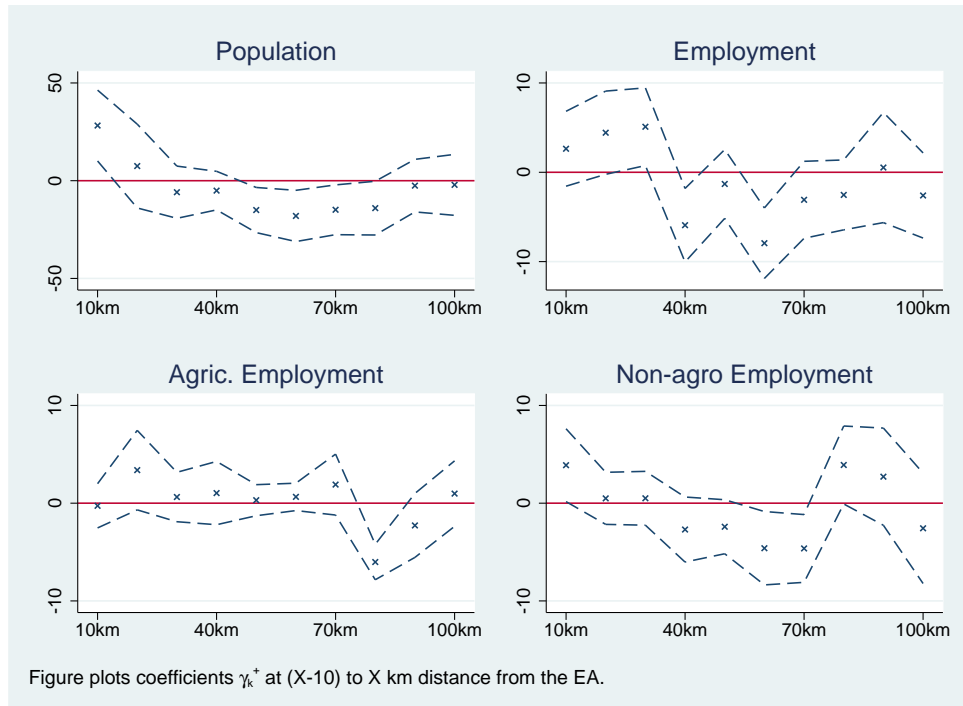 Population
50
0
-50
10km 40km 70km 100km
Employment
10
0
-10
10km 40km 70km 100km
Agric. Employment
10
0
-10
10km 40km 70km 100km
Non-agro Employment
10
0
-10
10km 40km 70km 100km
Figure plots coefficients γₖ⁺ at (X-10) to X km distance from the EA.